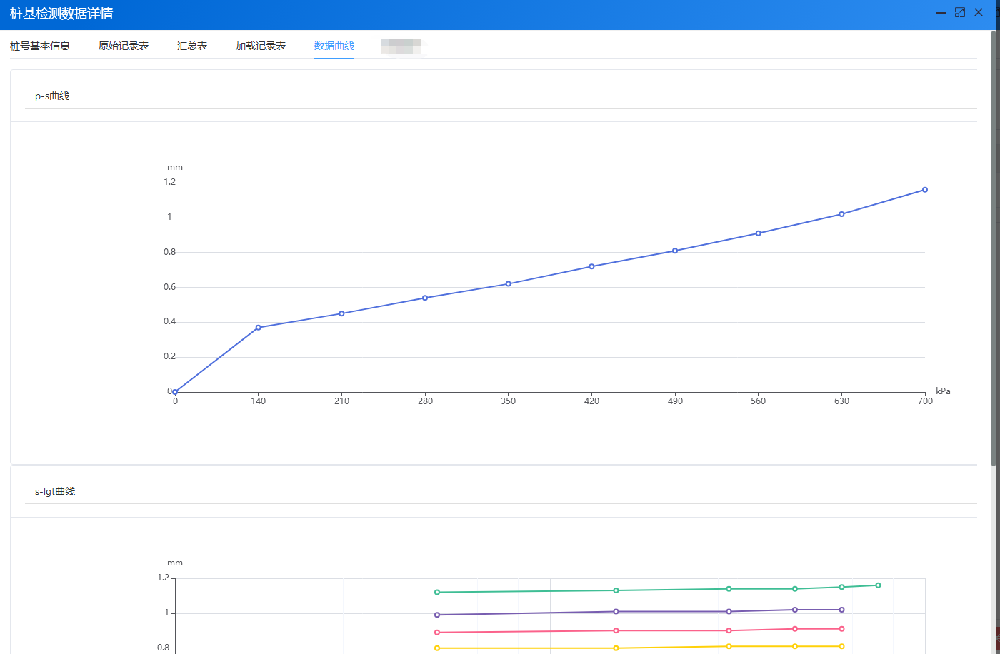 桩基检测数据详情
桩号基本信息 原始记录表 汇总表 加载记录表 数据曲线
p-s曲线
mm
1.2
1
0.8
0.6
0.4
0.2
0
0 140 210 280 350 420 490 560 630 700 kPa
s-lgt曲线
mm
1.2
1
0.8